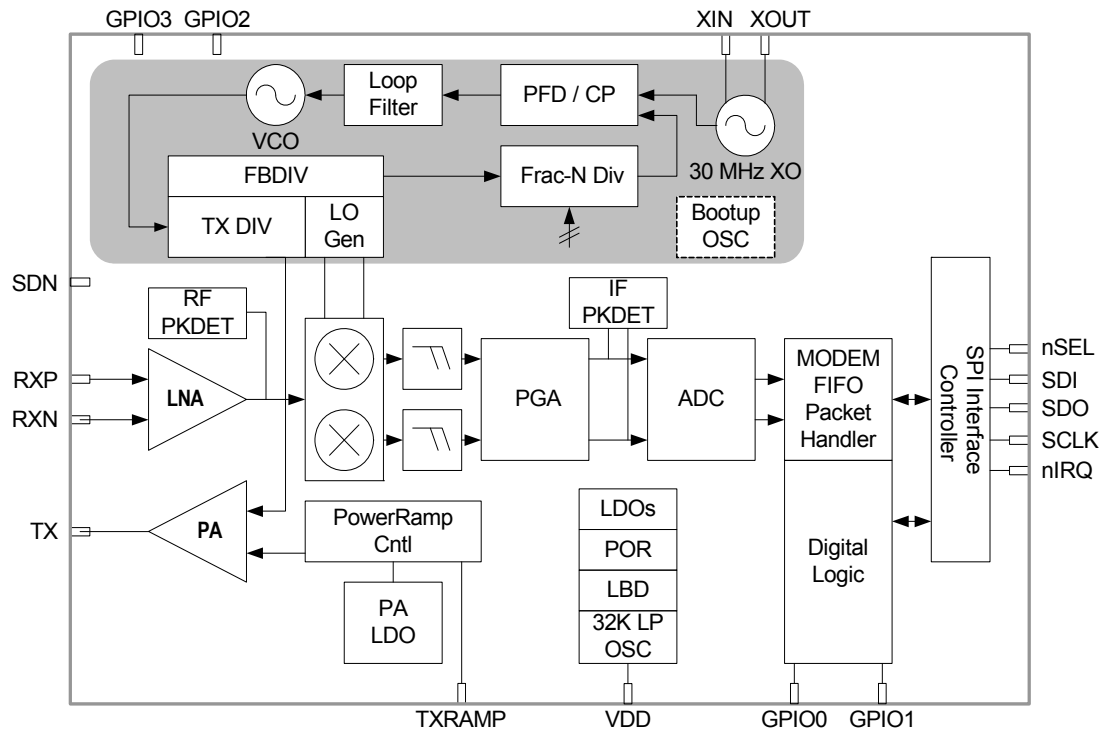 GPIO3
GPIO2
XIN
XOUT
Loop
Filter
PFD / CP
VCO
30 MHz XO
FBDIV
Frac-N Div
TX DIV
LO
Gen
Bootup
OSC
SDN
RF
PKDET
IF
PKDET
RXP
RXN
LNA
PGA
ADC
MODEM
FIFO
Packet
Handler
SPI Interface
Controller
nSEL
SDI
SDO
SCLK
nIRQ
TX
PA
PowerRamp
Cntl
PA
LDO
LDOs
POR
LBD
32K LP
OSC
Digital
Logic
TXRAMP
VDD
GPIO0
GPIO1